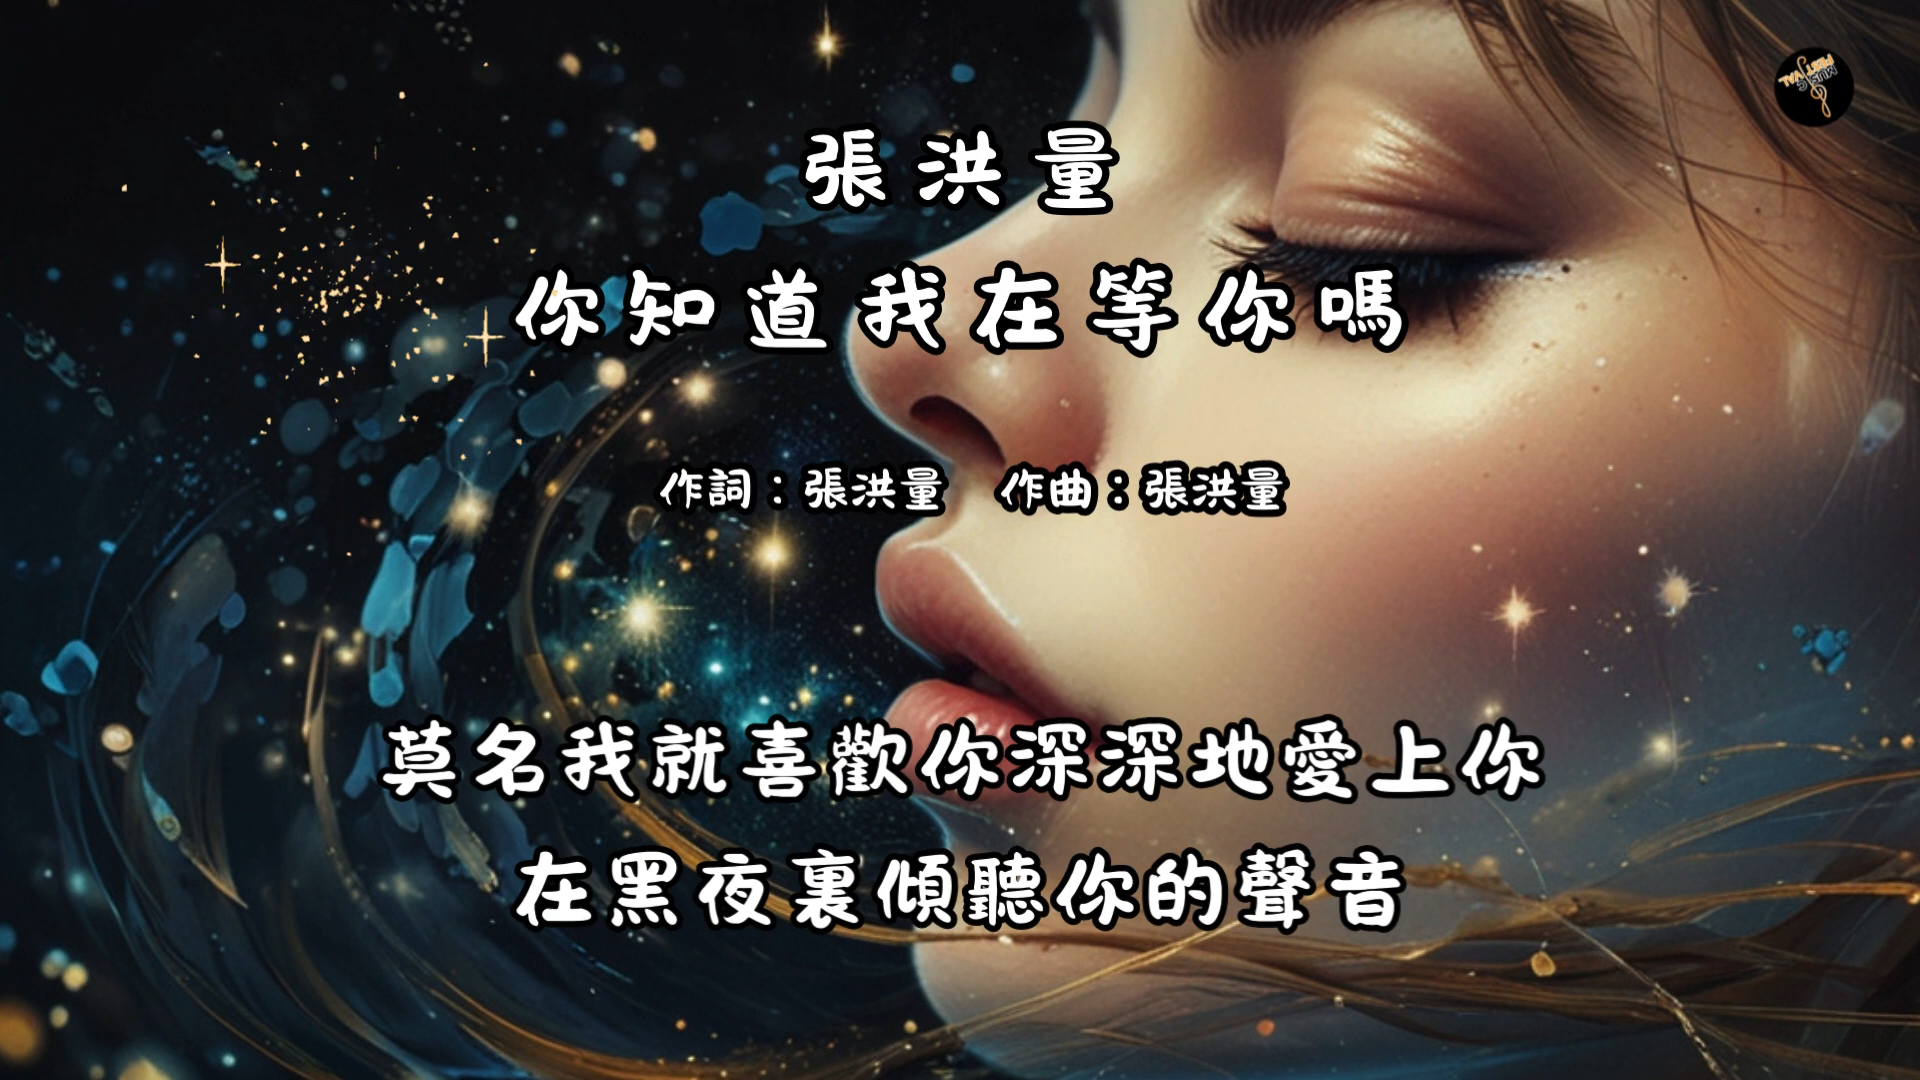 MUSIC
FESTIVAL
張洪量
你知道我在等你嗎
作詞：張洪量　作曲：張洪量
莫名我就喜歡你深深地愛上你
在黑夜裏傾聽你的聲音